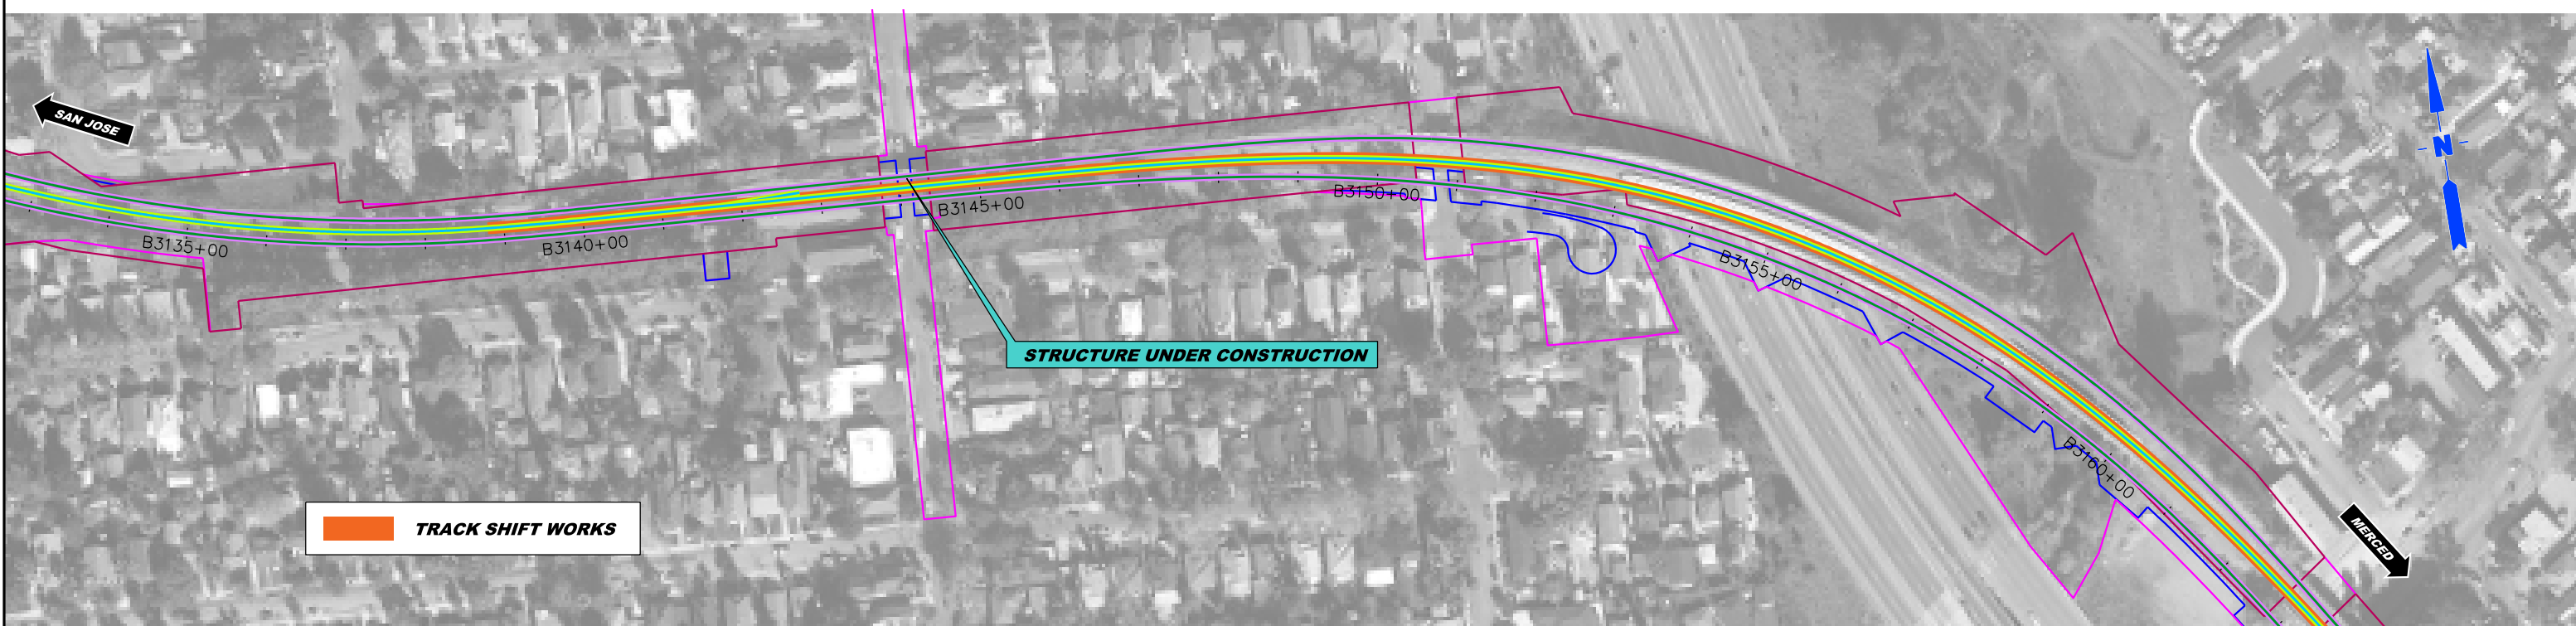 SAN JOSE
N
B3135+00
B3140+00
B3145+00
B3150+00
B3155+00
B3160+00
STRUCTURE UNDER CONSTRUCTION
TRACK SHIFT WORKS
MERCED